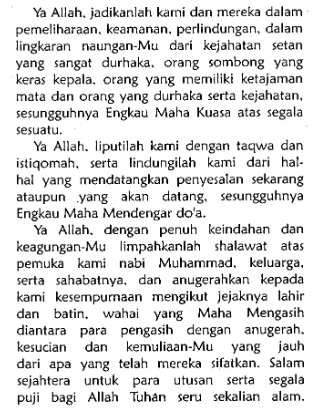 Ya Allah, jadikanlah kami dan mereka dalam
pemeliharaan, keamanan, perlindungan, dalam
lingkaran naungan-Mu dari kejahatan setan
yang sangat durhaka, orang sombong yang
keras kepala, orang yang memiliki ketajaman
mata dan orang yang durhaka serta kejahatan,
sesungguhnya Engkau Maha Kuasa atas segala
sesuatu.
Ya Allah, liputilah kami dengan taqwa dan
istiqomah, serta lindungilah kami dari hal-
hal yang mendatangkan penyesalan sekarang
ataupun yang akan datang, sesungguhnya
Engkau Maha Mendengar do'a.
Ya Allah, dengan penuh keindahan dan
keagungan-Mu limpahkanlah shalawat atas
pemuka kami nabi Muhammad, keluarga,
serta sahabatnya, dan anugerahkan kepada
kami kesempurnaan mengikut jejaknya lahir
dan batin, wahai yang Maha Mengasih
diantara para pengasih dengan anugerah,
kesucian dan kemuliaan-Mu yang jauh
dari apa yang telah mereka sifatkan. Salam
sejahtera untuk para utusan serta segala
puji bagi Allah Tuhan seru sekalian alam.